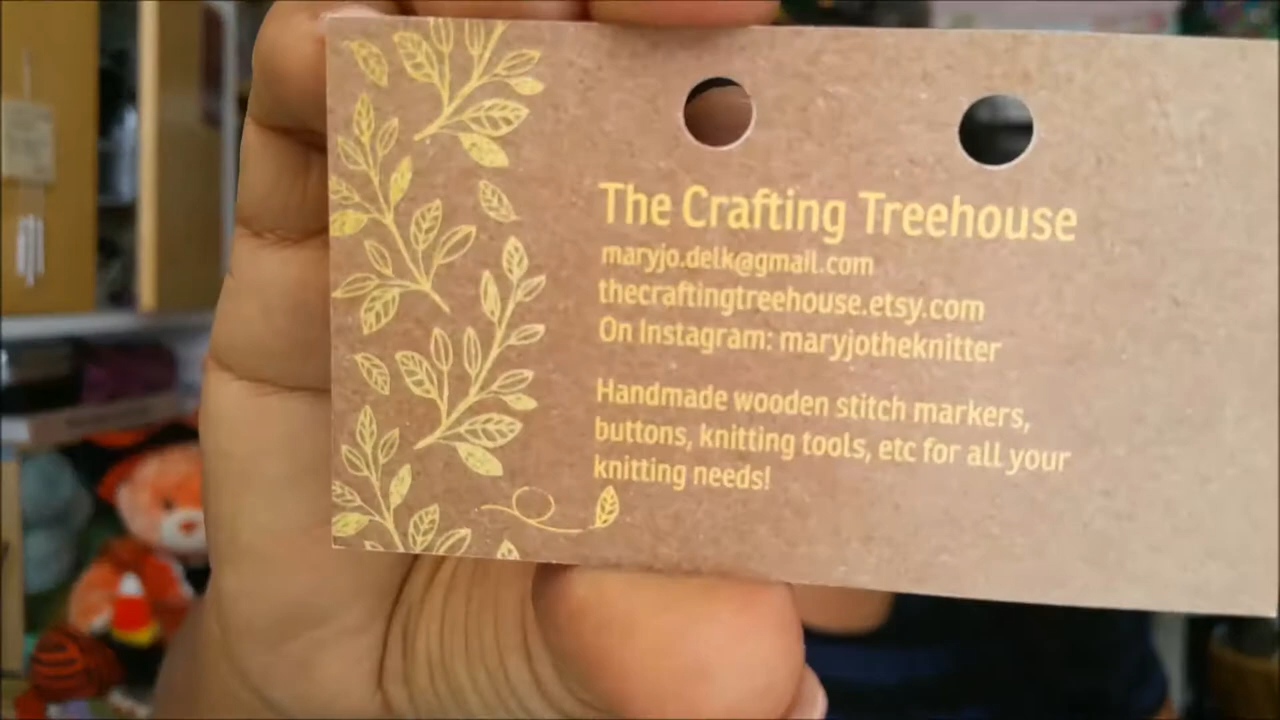 The Crafting Treehouse
maryjo.delk@gmail.com
thecraftingtreehouse.etsy.com
On Instagram: maryjotheknitter
Handmade wooden stitch markers,
buttons, knitting tools, etc for all your
knitting needs!